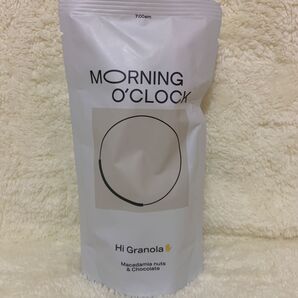 7:00am
MORNING
O'CLOCK
Hi Granola✋
Macadamia nuts
& Chocolate